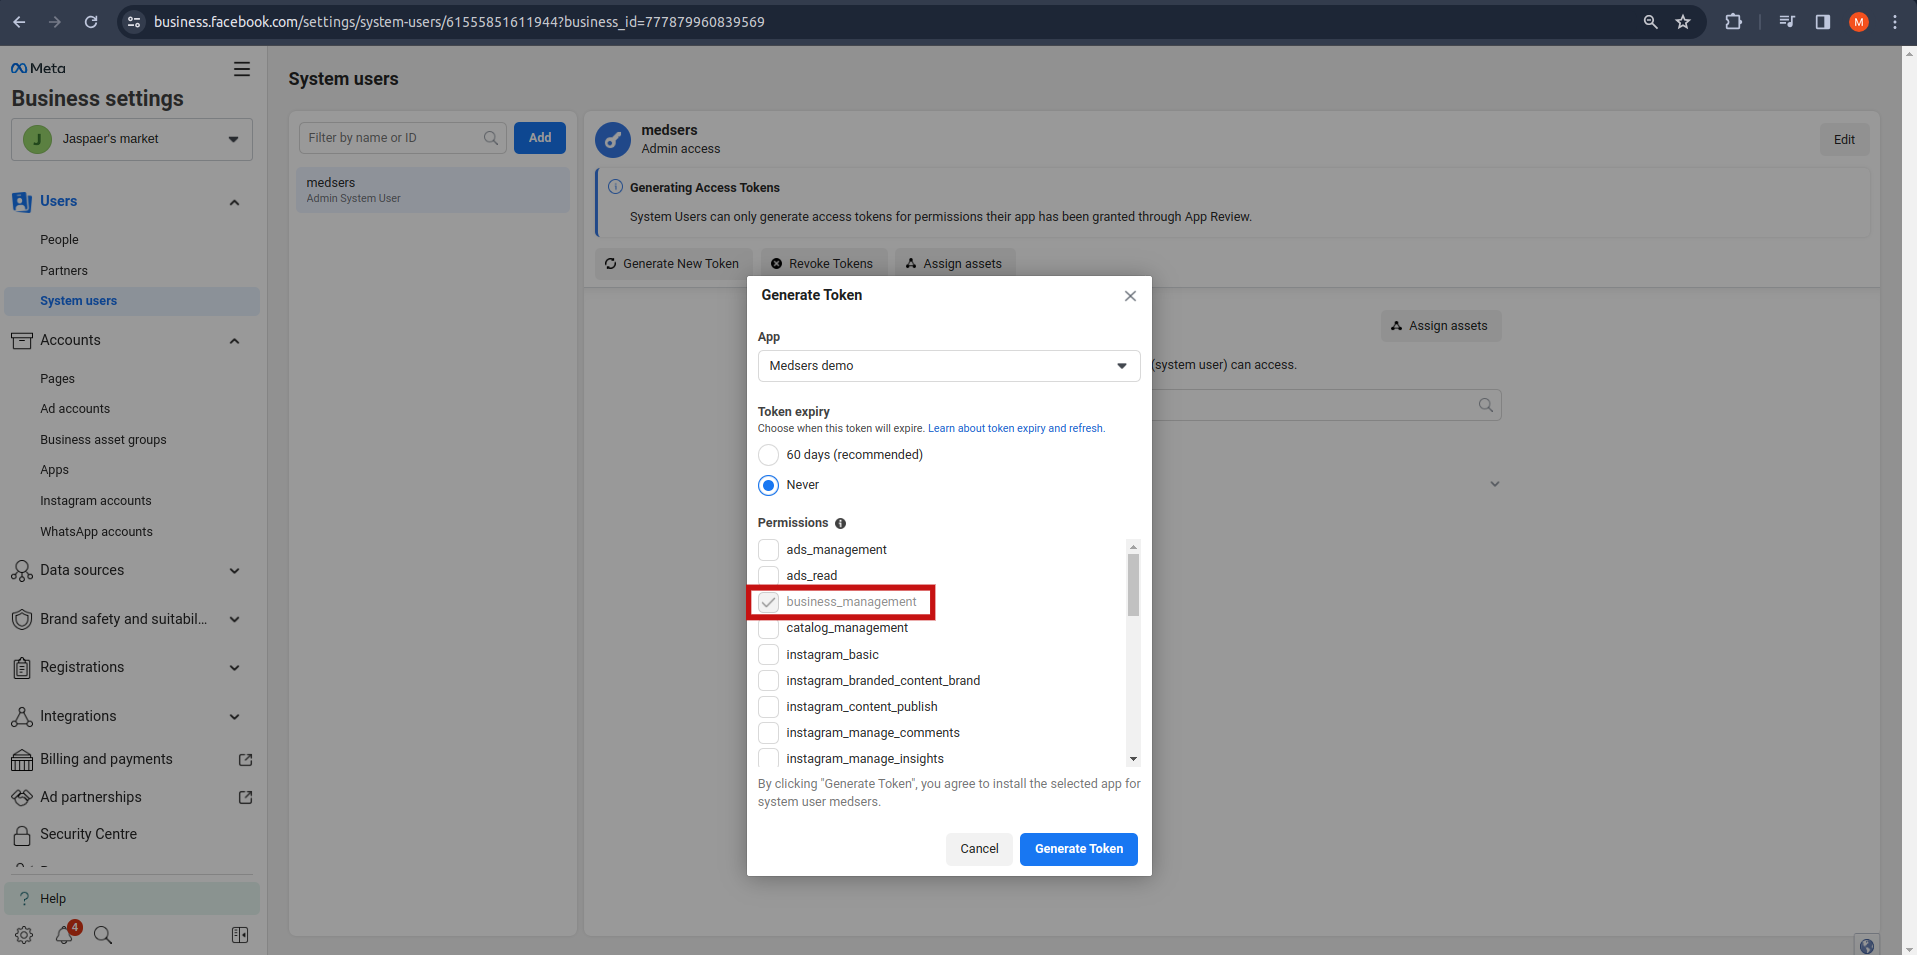 business.facebook.com/settings/system-users/61555851611944?business_id=777879960839569
M
Meta
Business settings
J
Jaspaer's market
Users
People
Partners
System users
Accounts
Pages
Ad accounts
Business asset groups
Apps
Instagram accounts
WhatsApp accounts
Data sources
Brand safety and suitabil...
Registrations
Integrations
Billing and payments
Ad partnerships
Security Centre
? Help
4
System users
Filter by name or ID
Add
medsers
Admin System User
medsers
Admin access
Edit
Generating Access Tokens
System Users can only generate access tokens for permissions their app has been granted through App Review.
Generate New Token
Revoke Tokens
Assign assets
Assign assets
(system user) can access.
Generate Token
App
Medsers demo
Token expiry
Choose when this token will expire. Learn about token expiry and refresh.
60 days (recommended)
Never
Permissions
ads_management
ads_read
business_management
catalog_management
instagram_basic
instagram_branded_content_brand
instagram_content_publish
instagram_manage_comments
instagram_manage_insights
By clicking "Generate Token", you agree to install the selected app for
system user medsers.
Cancel
Generate Token